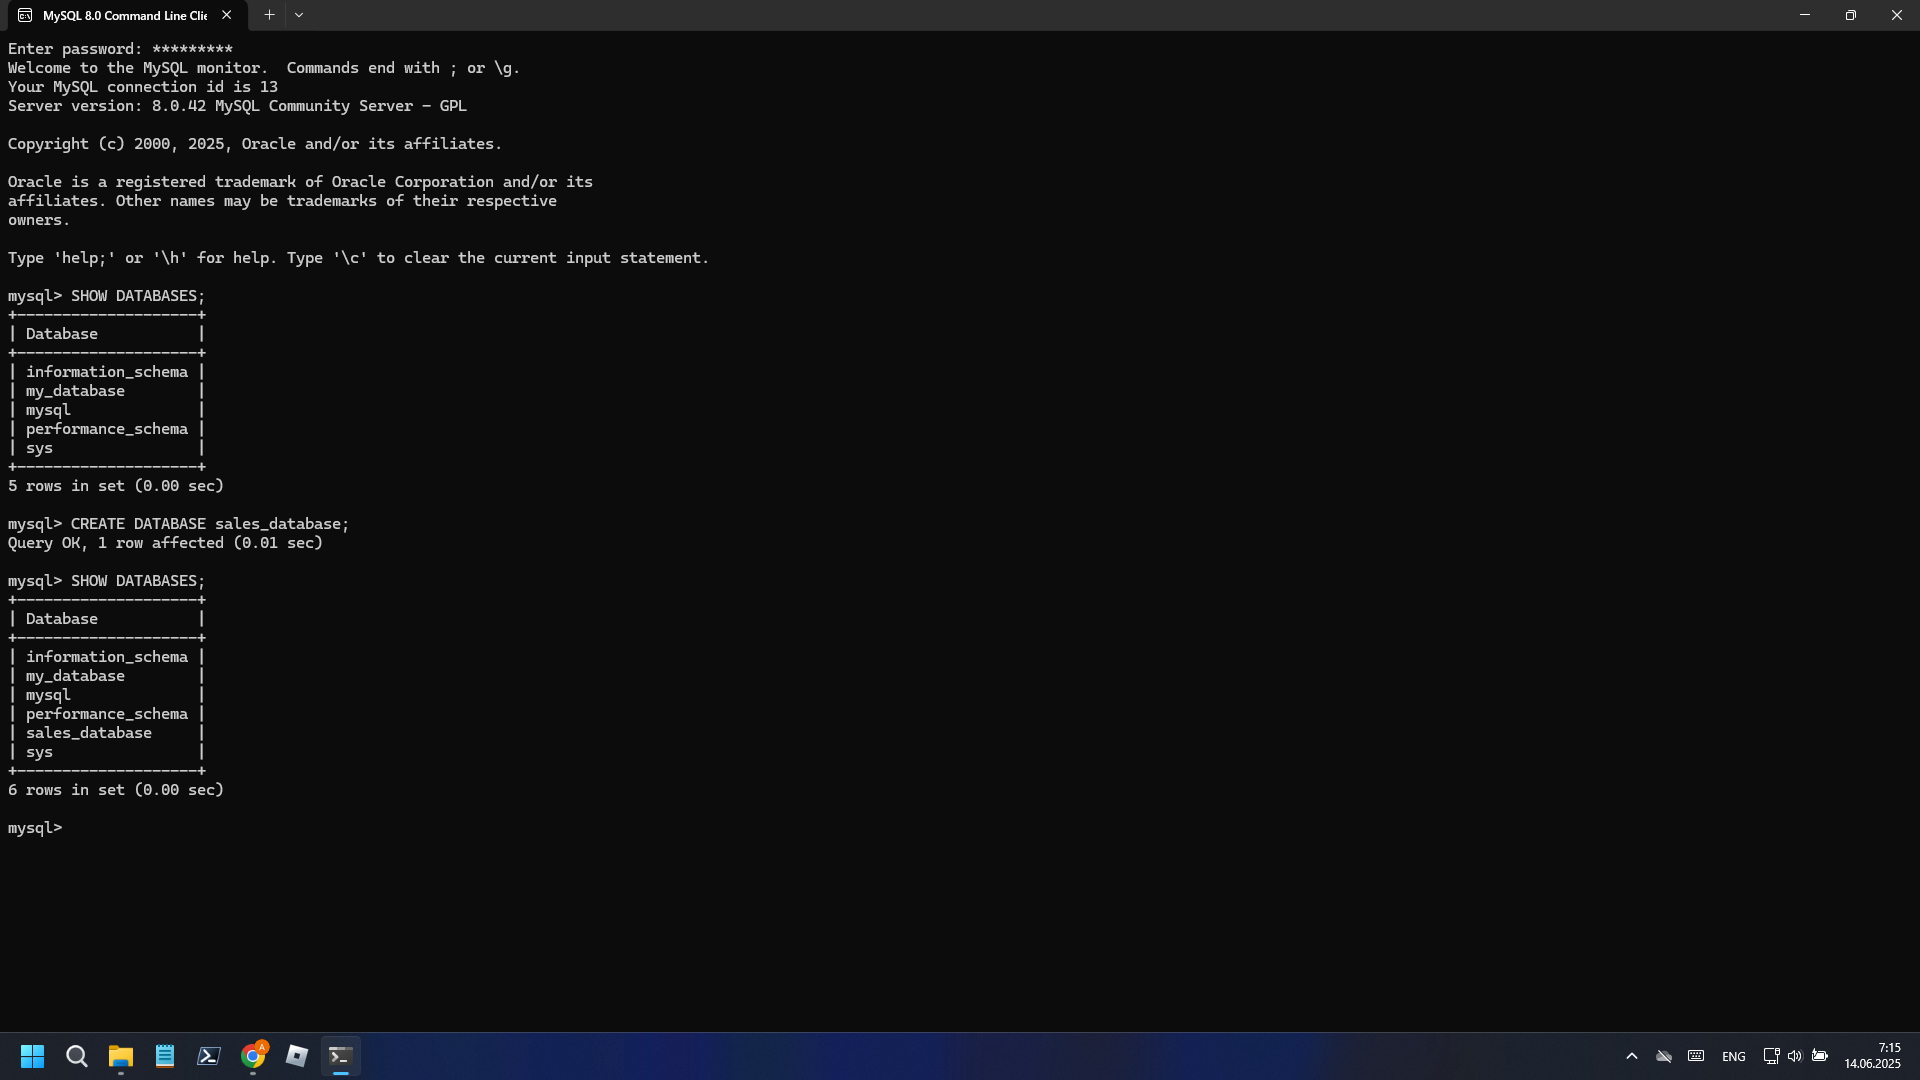 MySQL 8.0 Command Line Clie
Enter password: *********
Welcome to the MySQL monitor.  Commands end with ; or \g.
Your MySQL connection id is 13
Server version: 8.0.42 MySQL Community Server - GPL
Copyright (c) 2000, 2025, Oracle and/or its affiliates.
Oracle is a registered trademark of Oracle Corporation and/or its
affiliates. Other names may be trademarks of their respective
owners.
Type 'help;' or '\h' for help. Type '\c' to clear the current input statement.
mysql> SHOW DATABASES;
+--------------------+
| Database           |
+--------------------+
| information_schema |
| my_database        |
| mysql              |
| performance_schema |
| sys                |
+--------------------+
5 rows in set (0.00 sec)
mysql> CREATE DATABASE sales_database;
Query OK, 1 row affected (0.01 sec)
mysql> SHOW DATABASES;
+--------------------+
| Database           |
+--------------------+
| information_schema |
| my_database        |
| mysql              |
| performance_schema |
| sales_database     |
| sys                |
+--------------------+
6 rows in set (0.00 sec)
mysql>
A
ENG
7:15
14.06.2025